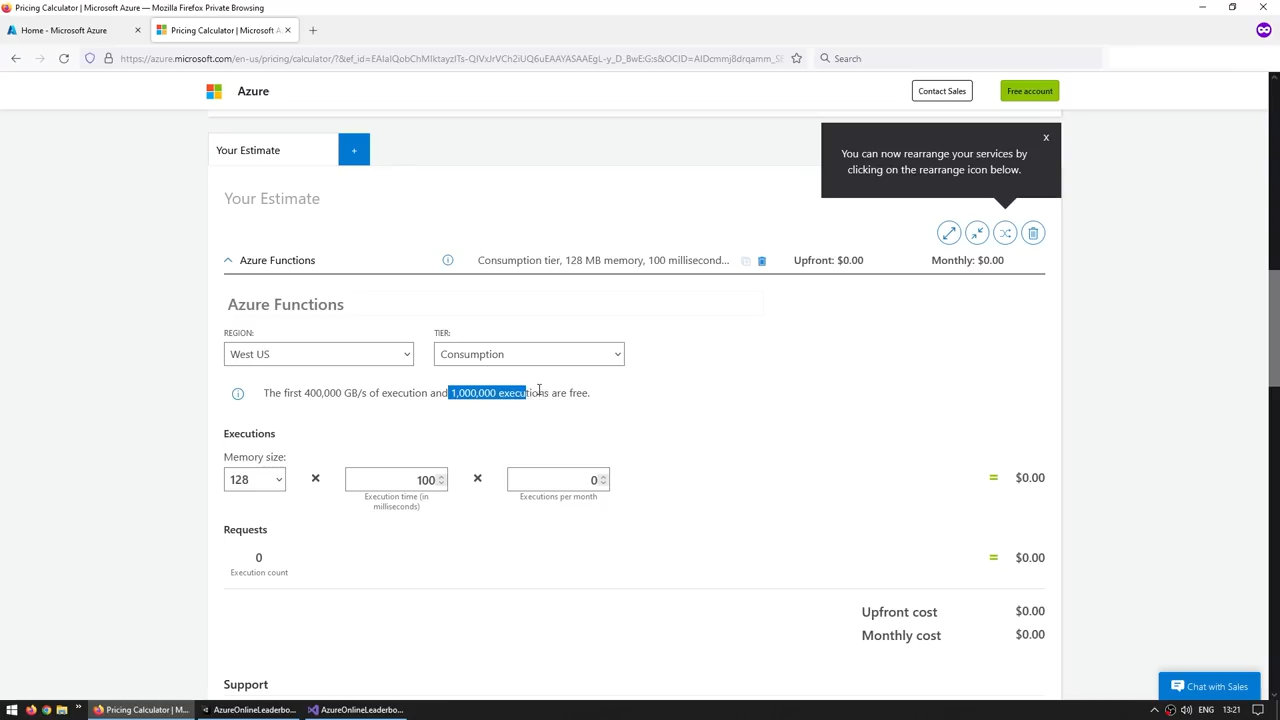 Pricing Calculator | Microsoft Azure — Mozilla Firefox Private Browsing
Home - Microsoft Azure
Pricing Calculator | Microsoft A
https://azure.microsoft.com/en-us/pricing/calculator/
Search
Azure
Contact Sales
Free account
Your Estimate
+
X
You can now rearrange your services by
clicking on the rearrange icon below.
Your Estimate
Azure Functions
Consumption tier, 128 MB memory, 100 millisecond...
Upfront: $0.00
Monthly: $0.00
Azure Functions
REGION:
TIER:
West US
Consumption
The first 400,000 GB/s of execution and 1,000,000 executions are free.
Executions
Memory size:
128
×
100
×
0
=
$0.00
Execution time (in
milliseconds)
Executions per month
Requests
0
=
$0.00
Execution count
Upfront cost
$0.00
Monthly cost
$0.00
Support
Chat with Sales
Pricing Calculator | M...
AzureOnlineLeaderbo...
AzureOnlineLeaderbo...
ENG
13:21